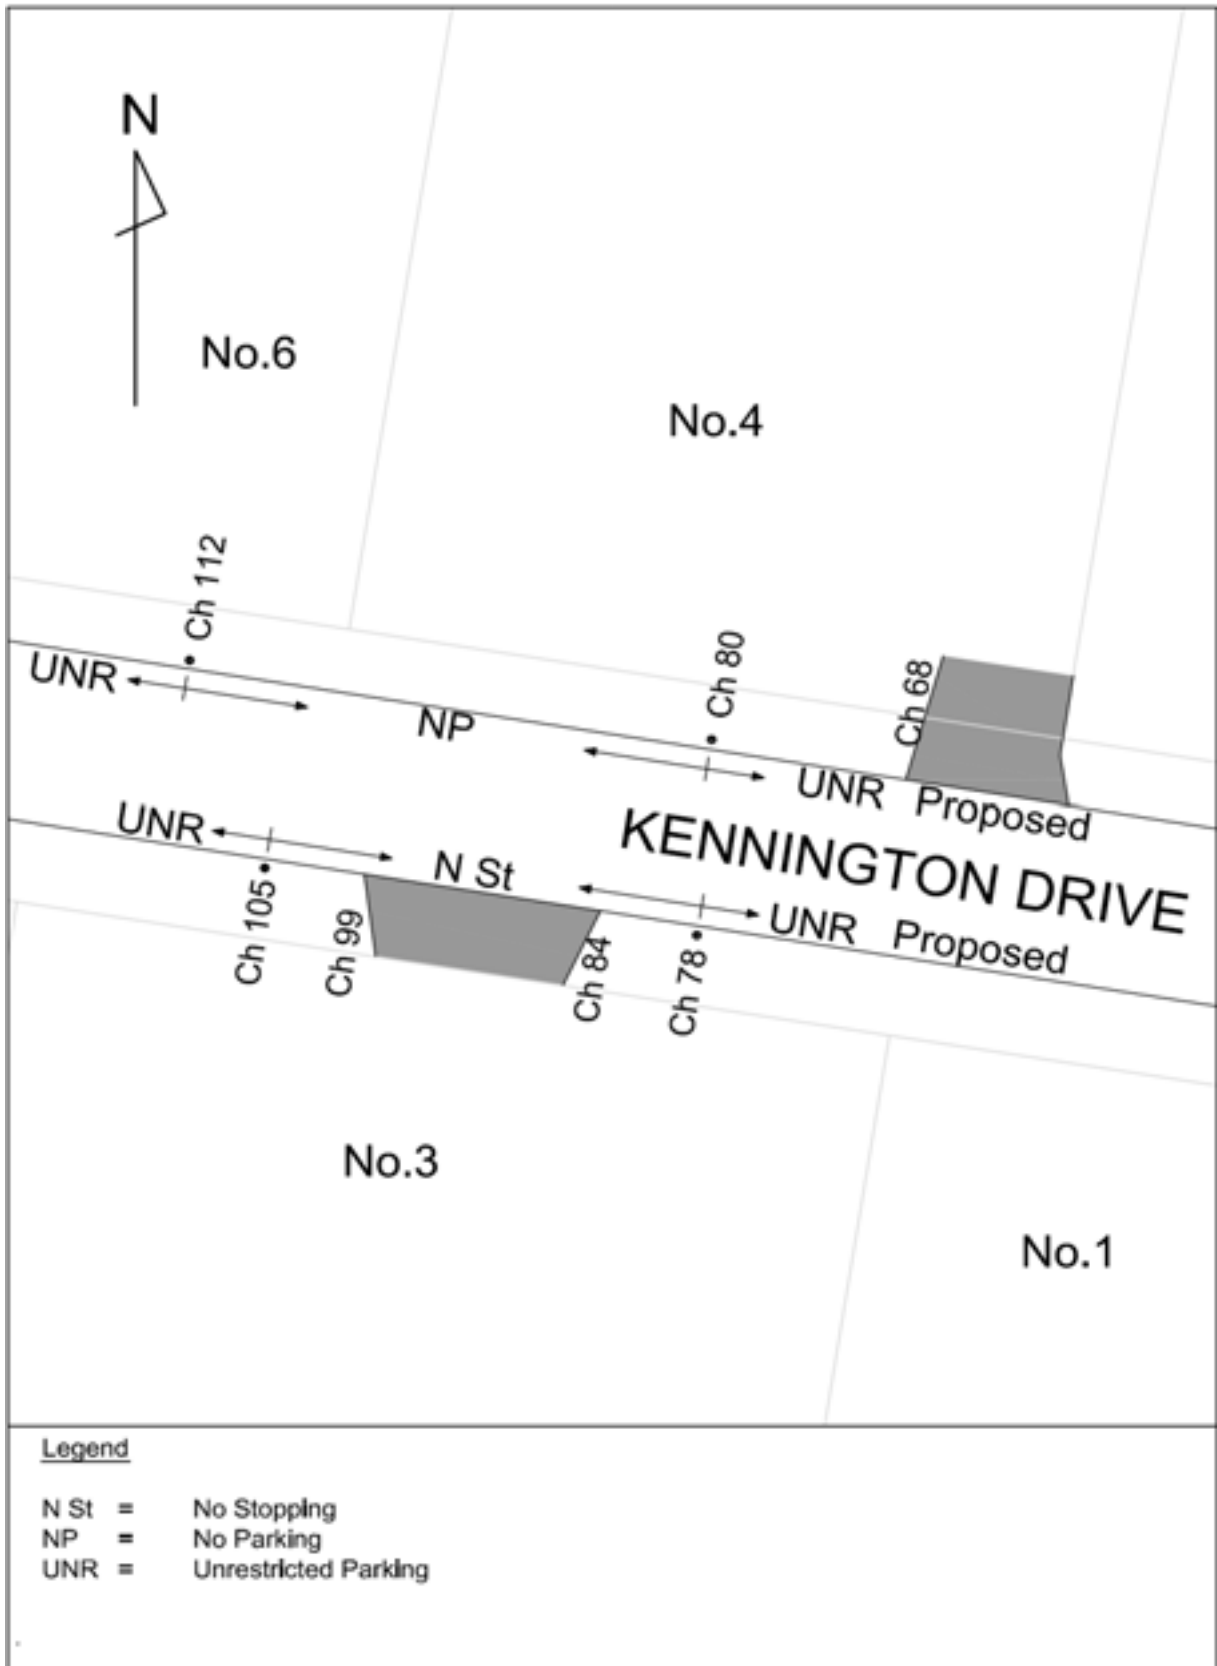 N
No.6
No.4
Ch 112
Ch 80
Ch 68
UNR
NP
UNR Proposed
UNR
N St
KENNINGTON DRIVE
UNR Proposed
Ch 105
Ch 99
Ch 84
Ch 78
No.3
No.1
Legend
N St = No Stopping
NP = No Parking
UNR = Unrestricted Parking